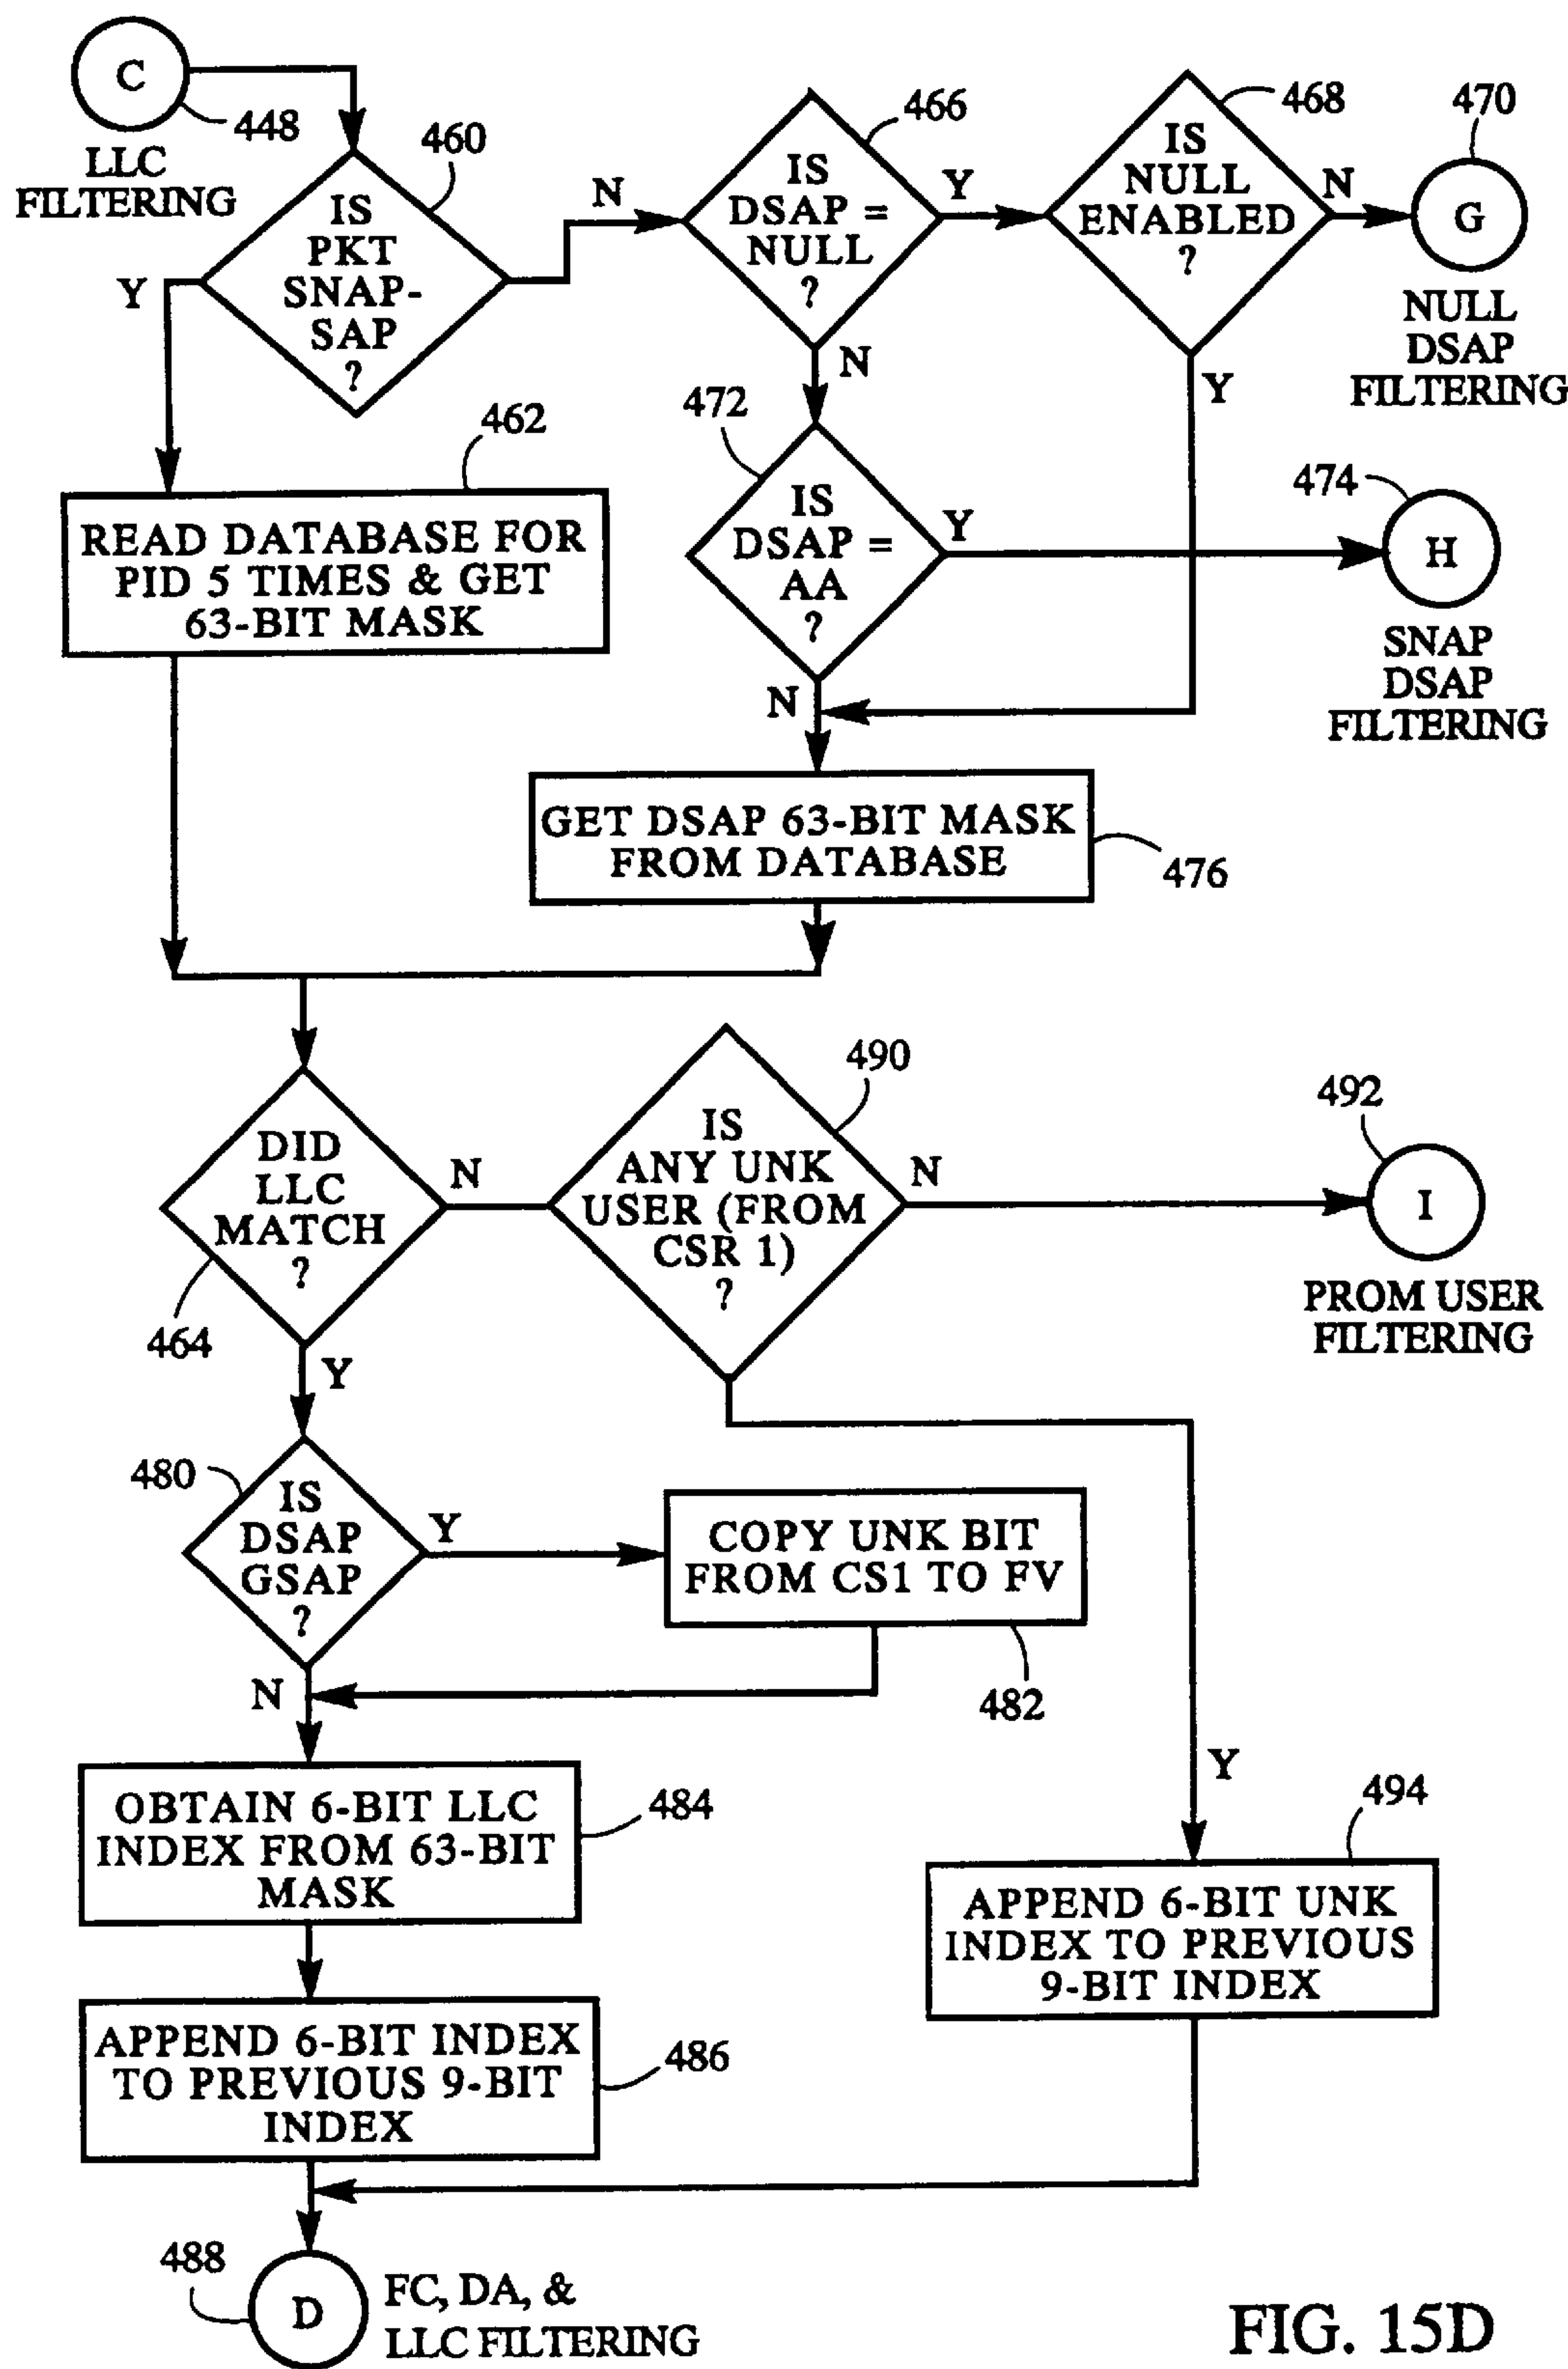 C
448
LLC
FILTERING
460
IS
PKT
SNAP-
SAP
?
Y
N
466
IS
DSAP =
NULL
?
Y
N
468
IS
NULL
ENABLED
?
N
Y
470
G
NULL
DSAP
FILTERING
462
READ DATABASE FOR
PID 5 TIMES & GET
63-BIT MASK
472
IS
DSAP =
AA
?
Y
N
474
H
SNAP
DSAP
FILTERING
GET DSAP 63-BIT MASK
FROM DATABASE
476
DID
LLC
MATCH
?
464
N
Y
490
IS
ANY UNK
USER (FROM
CSR 1)
?
N
492
I
PROM USER
FILTERING
480
IS
DSAP
GSAP
?
Y
N
COPY UNK BIT
FROM CS1 TO FV
482
Y
OBTAIN 6-BIT LLC
INDEX FROM 63-BIT
MASK
484
494
APPEND 6-BIT UNK
INDEX TO PREVIOUS
9-BIT INDEX
APPEND 6-BIT INDEX
TO PREVIOUS 9-BIT
INDEX
486
488
D
FC, DA, &
LLC FILTERING
FIG. 15D